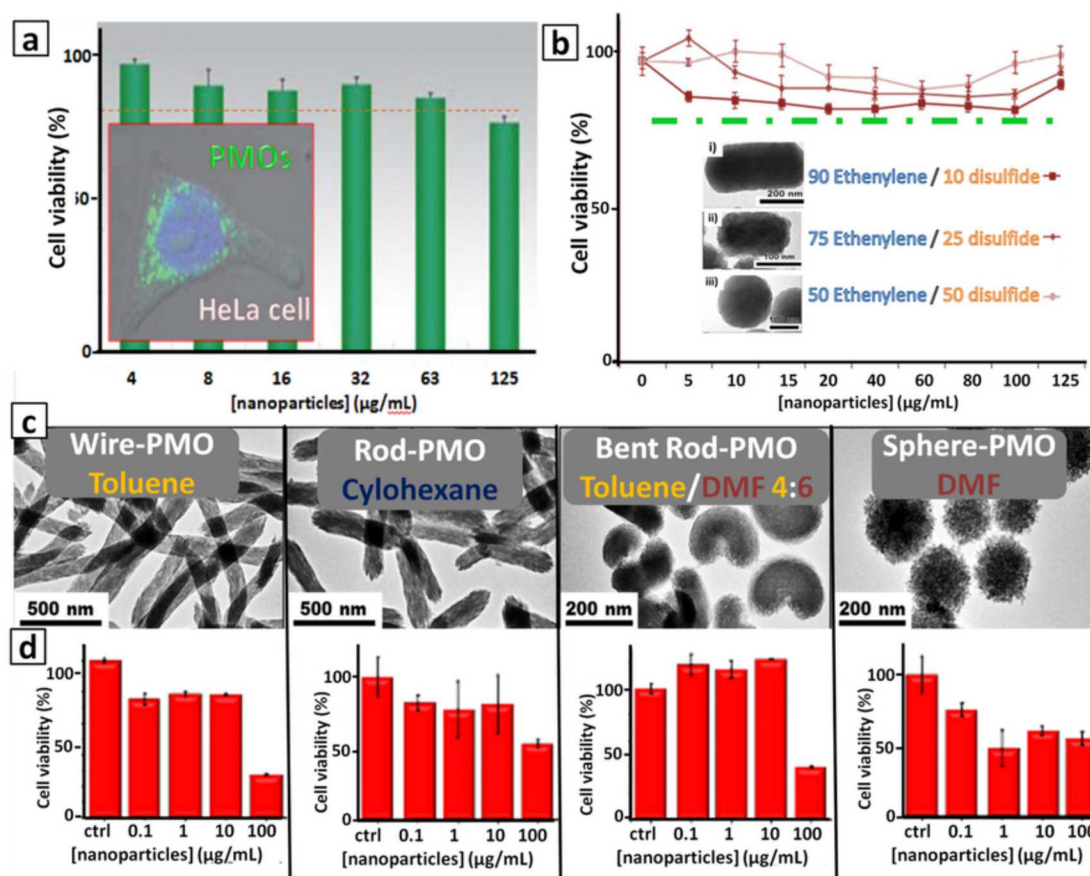 a
Cell viability (%)
100
50
0
PMOs
HeLa cell
4 8 16 32 63 125
[nanoparticles] (µg/mL)
b
Cell viability (%)
100
50
0
i)
200 nm
90 Ethenylene / 10 disulfide
ii)
100 nm
75 Ethenylene / 25 disulfide
iii)
50 Ethenylene / 50 disulfide
0 5 10 15 20 40 60 80 100 125
[nanoparticles] (µg/mL)
c
Wire-PMO
Toluene
500 nm
Rod-PMO
Cylohexane
500 nm
Bent Rod-PMO
Toluene/DMF 4:6
200 nm
Sphere-PMO
DMF
200 nm
d
Cell viability (%)
100
50
0
ctrl 0.1 1 10 100
[nanoparticles] (µg/mL)
Cell viability (%)
100
50
0
ctrl 0.1 1 10 100
[nanoparticles] (µg/mL)
Cell viability (%)
100
50
0
ctrl 0.1 1 10 100
[nanoparticles] (µg/mL)
Cell viability (%)
100
50
0
ctrl 0.1 1 10 100
[nanoparticles] (µg/mL)